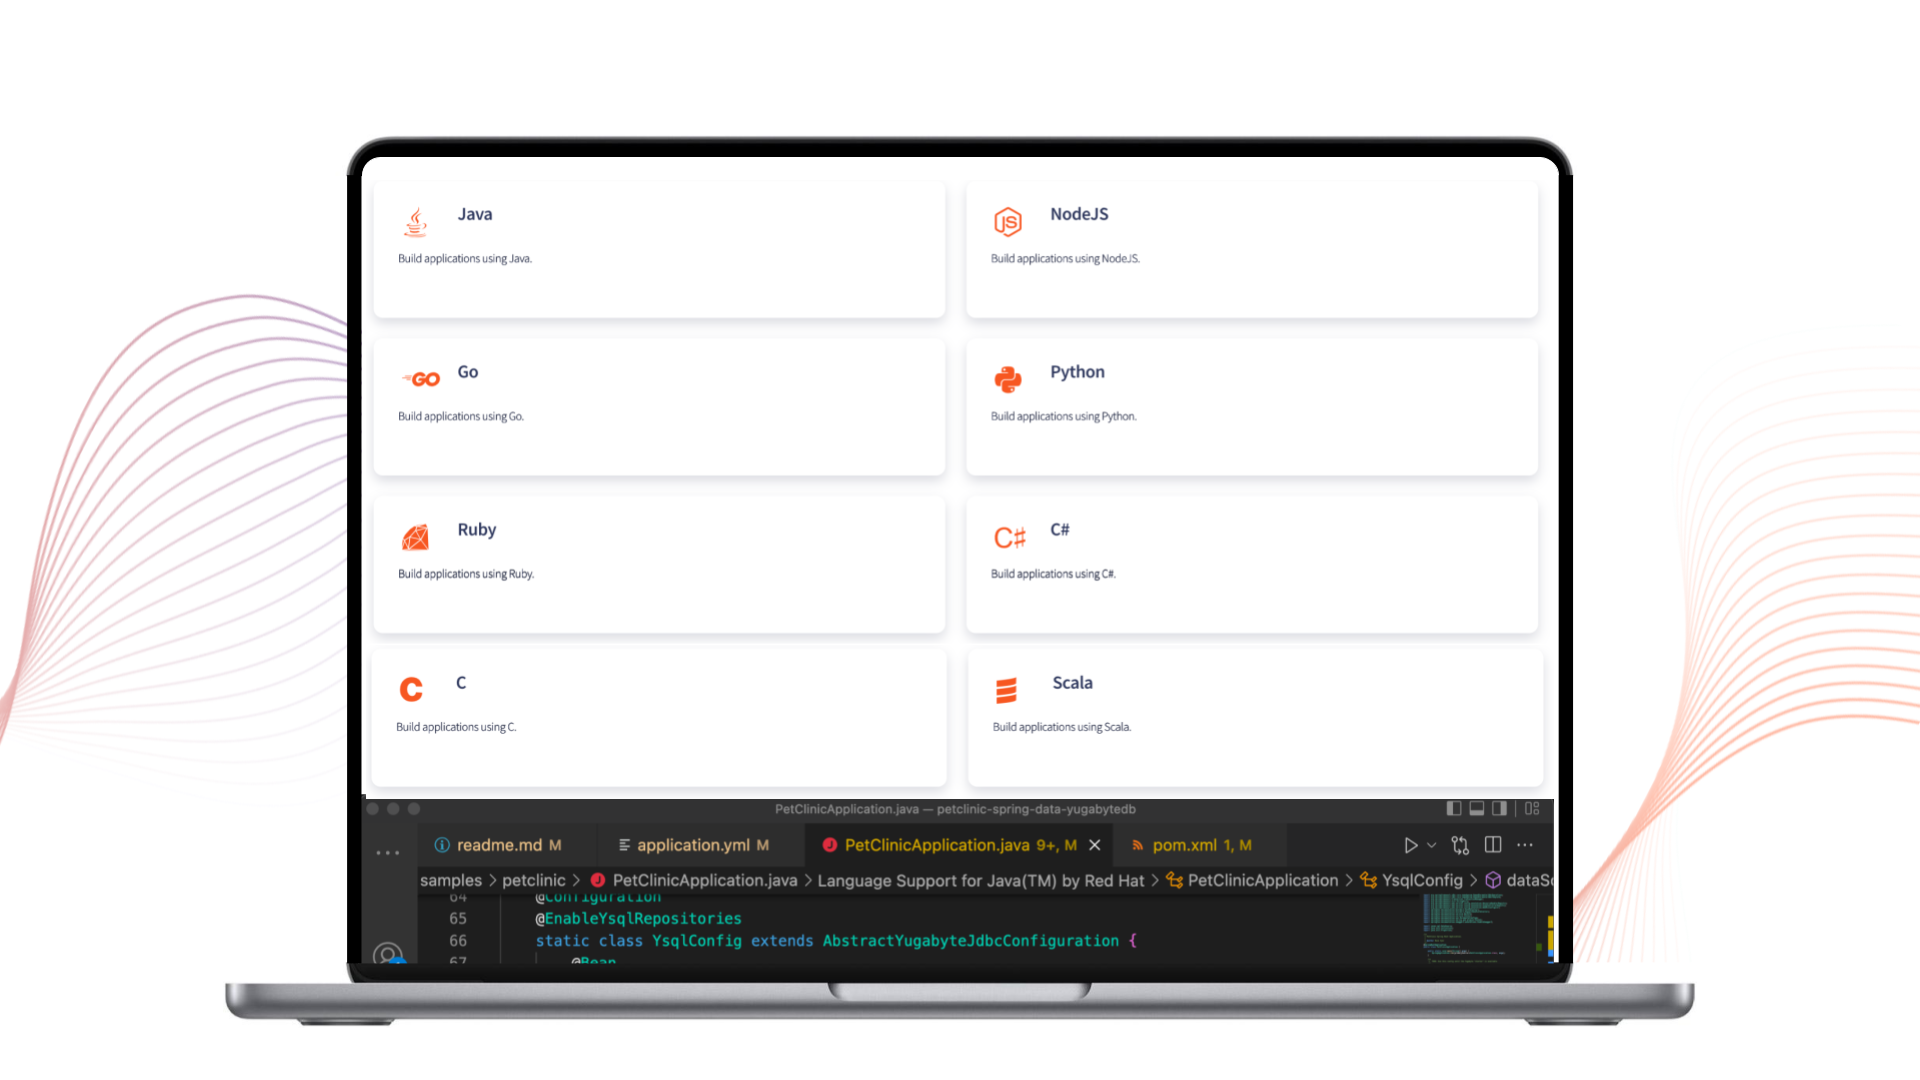 Java
Build applications using Java.
JS
NodeJS
Build applications using NodeJS.
GO
Go
Build applications using Go.
Python
Build applications using Python.
Ruby
Build applications using Ruby.
C#
C#
Build applications using C#.
C
C
Build applications using C.
Scala
Build applications using Scala.
PetClinicApplication.java — petclinic-spring-data-yugabytedb
readme.md M
application.yml M
PetClinicApplication.java 9+, M
pom.xml 1, M
samples > petclinic > PetClinicApplication.java > Language Support for Java(TM) by Red Hat > PetClinicApplication > YsqlConfig >
64 @Configuration
65 @EnableYsqlRepositories
66 static class YsqlConfig extends AbstractYugabyteJdbcConfiguration {
67 @Bean